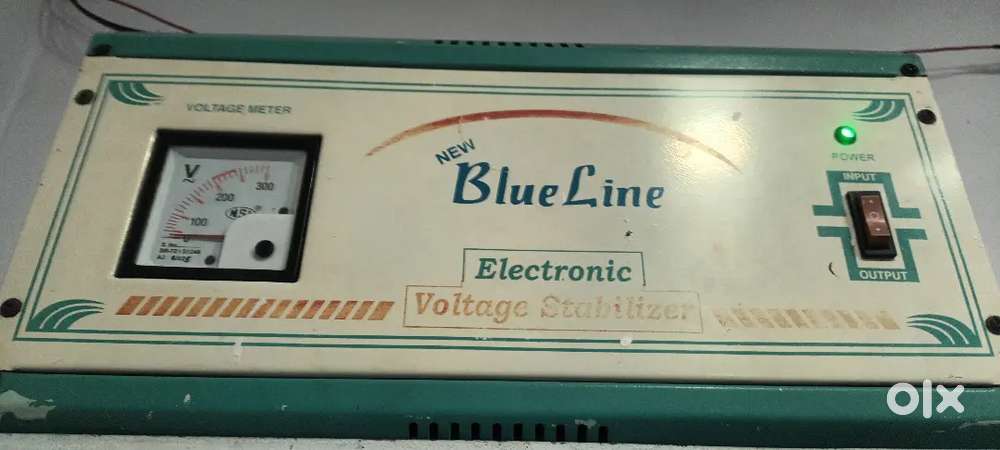 VOLTAGE METER
V
~
100
200
300
NEW
BlueLine
Electronic
Voltage Stabilizer
POWER
INPUT
OUTPUT
olx